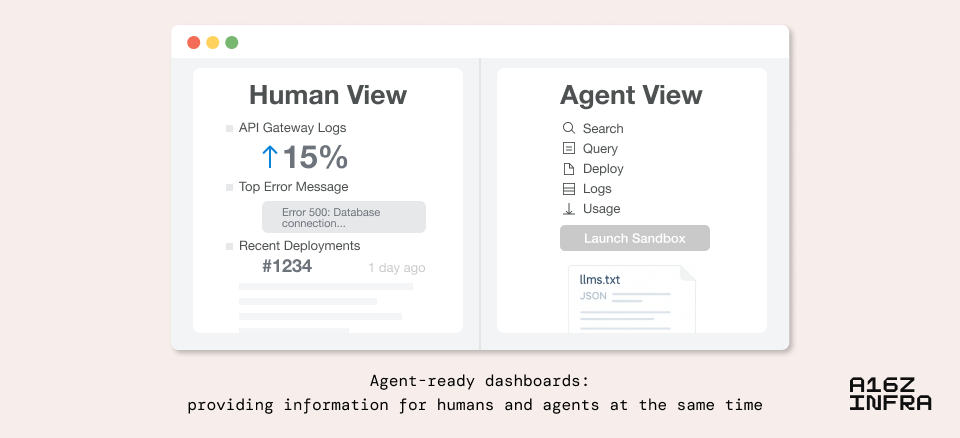 Human View
API Gateway Logs
↑15%
Top Error Message
Error 500: Database
connection...
Recent Deployments
#1234 1 day ago
Agent View
Search
Query
Deploy
Logs
Usage
Launch Sandbox
llms.txt
JSON
Agent-ready dashboards:
providing information for humans and agents at the same time
A16Z
INFRA